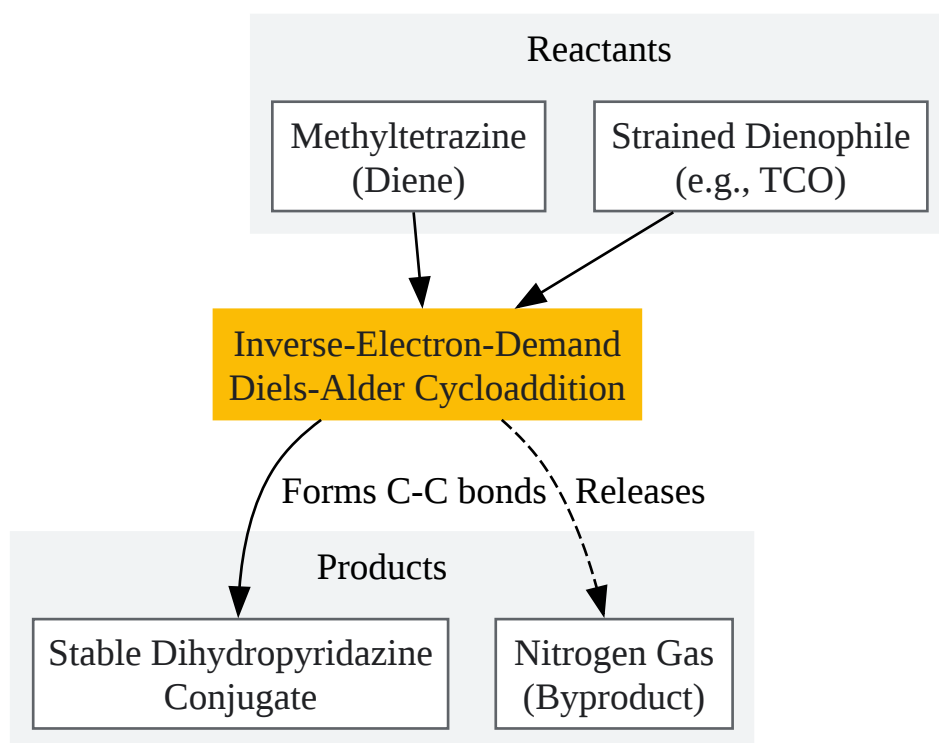 Reactants
Methyltetrazine
(Diene)
Strained Dienophile
(e.g., TCO)
Inverse-Electron-Demand
Diels-Alder Cycloaddition
Forms C-C bonds
Releases
Products
Stable Dihydropyridazine
Conjugate
Nitrogen Gas
(Byproduct)